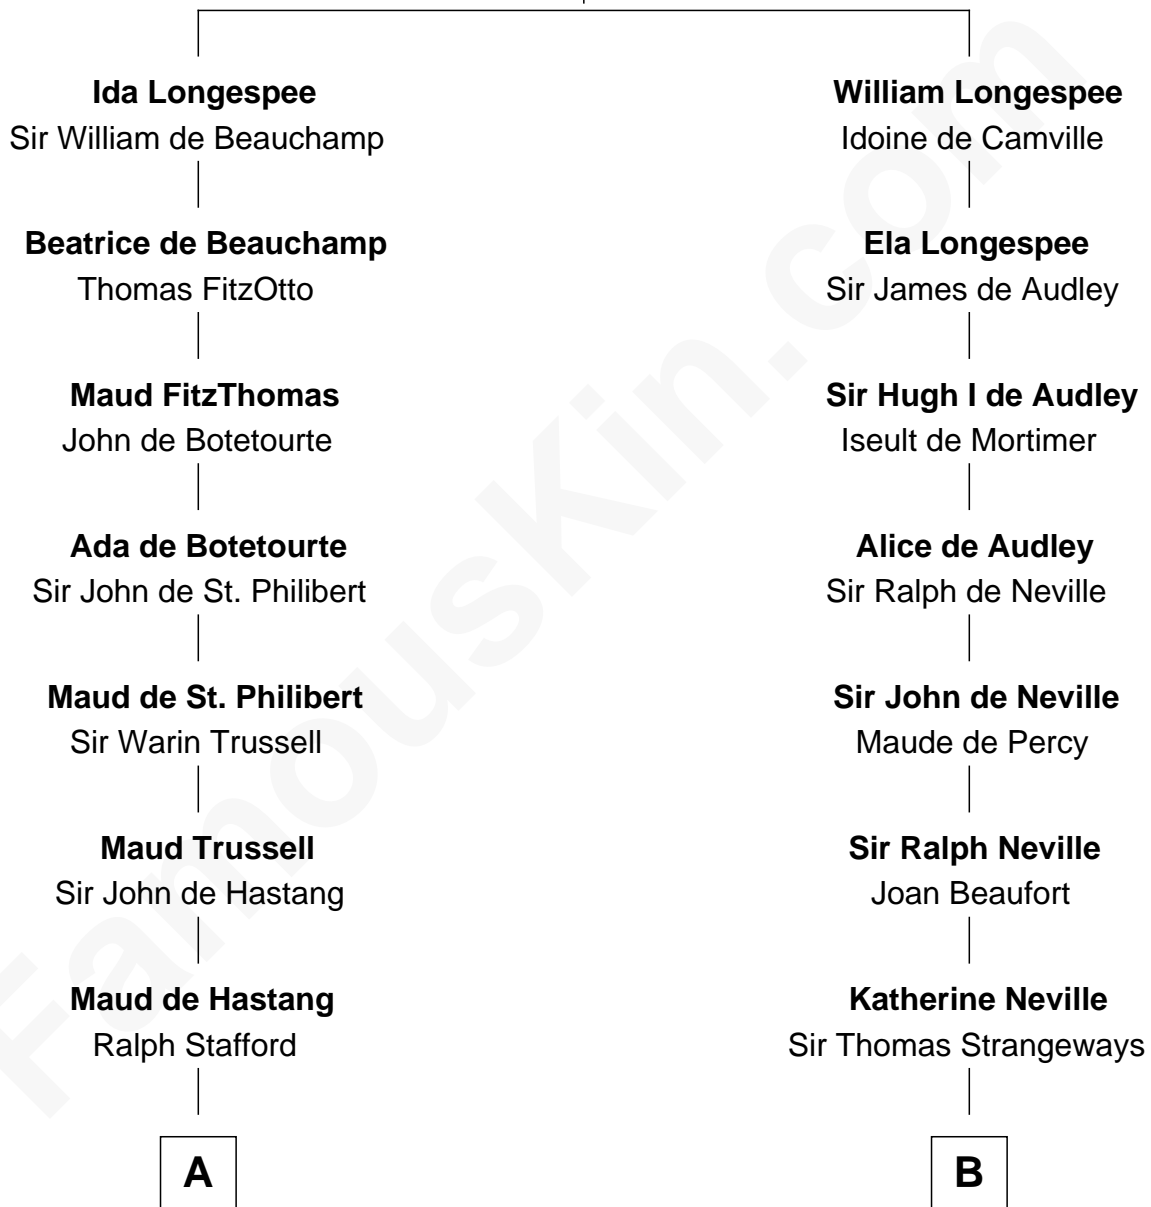 Ida Longespee
Sir William de Beauchamp
Beatrice de Beauchamp
Thomas FitzOtto
Maud FitzThomas
John de Botetourte
Ada de Botetourte
Sir John de St. Philibert
Maud de St. Philibert
Sir Warin Trussell
Maud Trussell
Sir John de Hastang
Maud de Hastang
Ralph Stafford
A
William Longespee
Idoine de Camville
Ela Longespee
Sir James de Audley
Sir Hugh I de Audley
Iseult de Mortimer
Alice de Audley
Sir Ralph de Neville
Sir John de Neville
Maude de Percy
Sir Ralph Neville
Joan Beaufort
Katherine Neville
Sir Thomas Strangeways
B
FamousKin.com